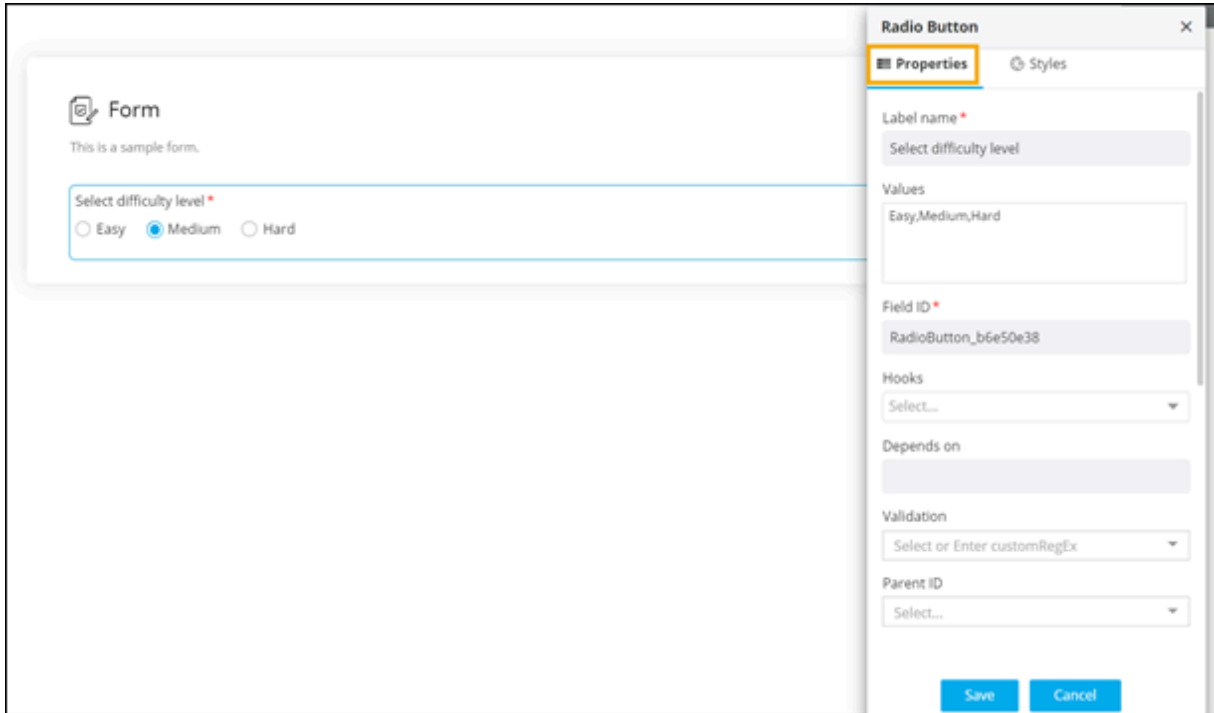 Form
This is a sample form.
Select difficulty level *
Easy Medium Hard
Radio Button
Properties Styles
Label name *
Select difficulty level
Values
Easy,Medium,Hard
Field ID *
RadioButton_b6e50e38
Hooks
Select...
Depends on
Validation
Select or Enter customRegEx
Parent ID
Select...
Save Cancel